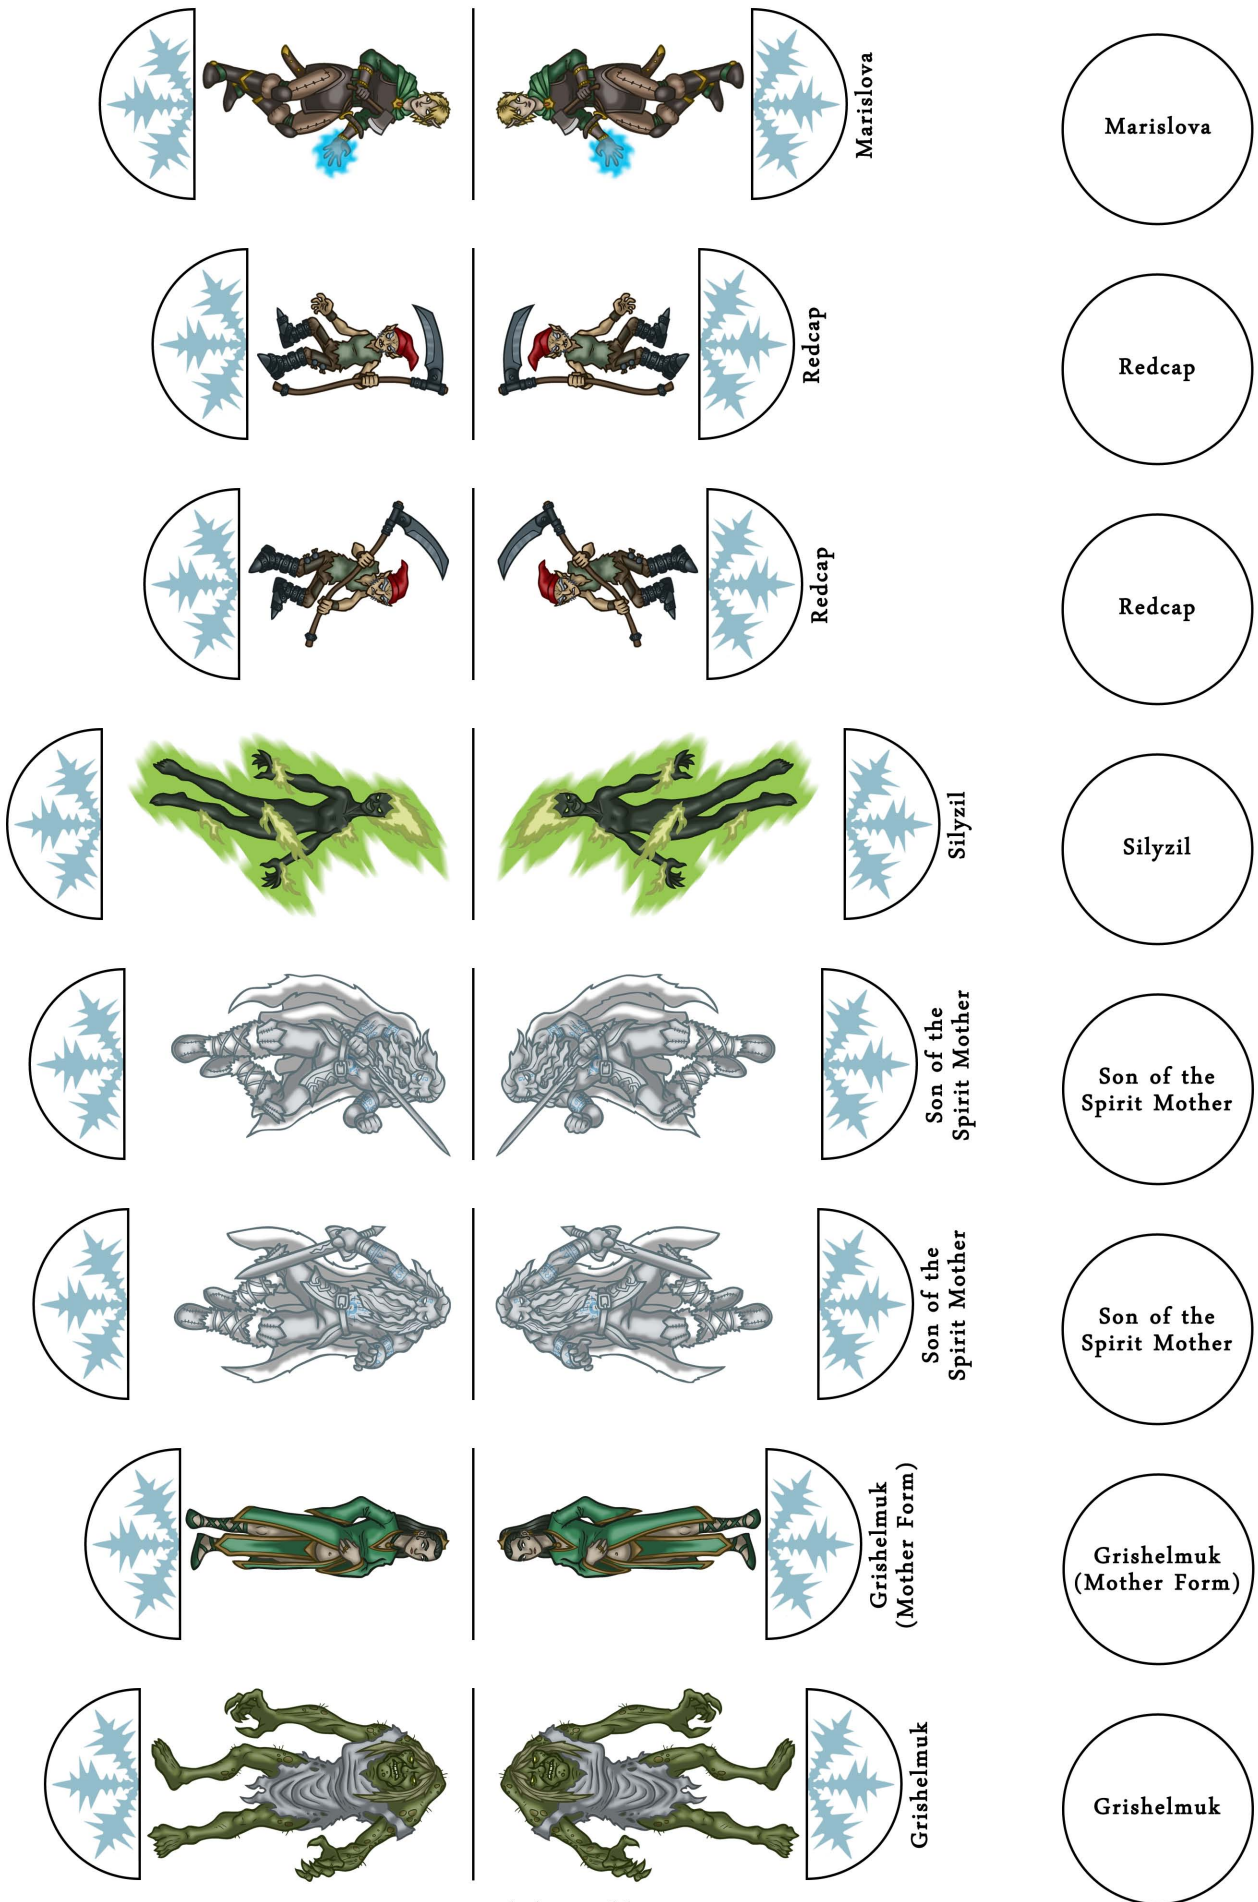 Marislova
Marislova
Redcap
Redcap
Redcap
Redcap
Silyzil
Silyzil
Son of the
Spirit Mother
Son of the
Spirit Mother
Son of the
Spirit Mother
Son of the
Spirit Mother
Grishelmuk
(Mother Form)
Grishelmuk
(Mother Form)
Grishelmuk
Grishelmuk